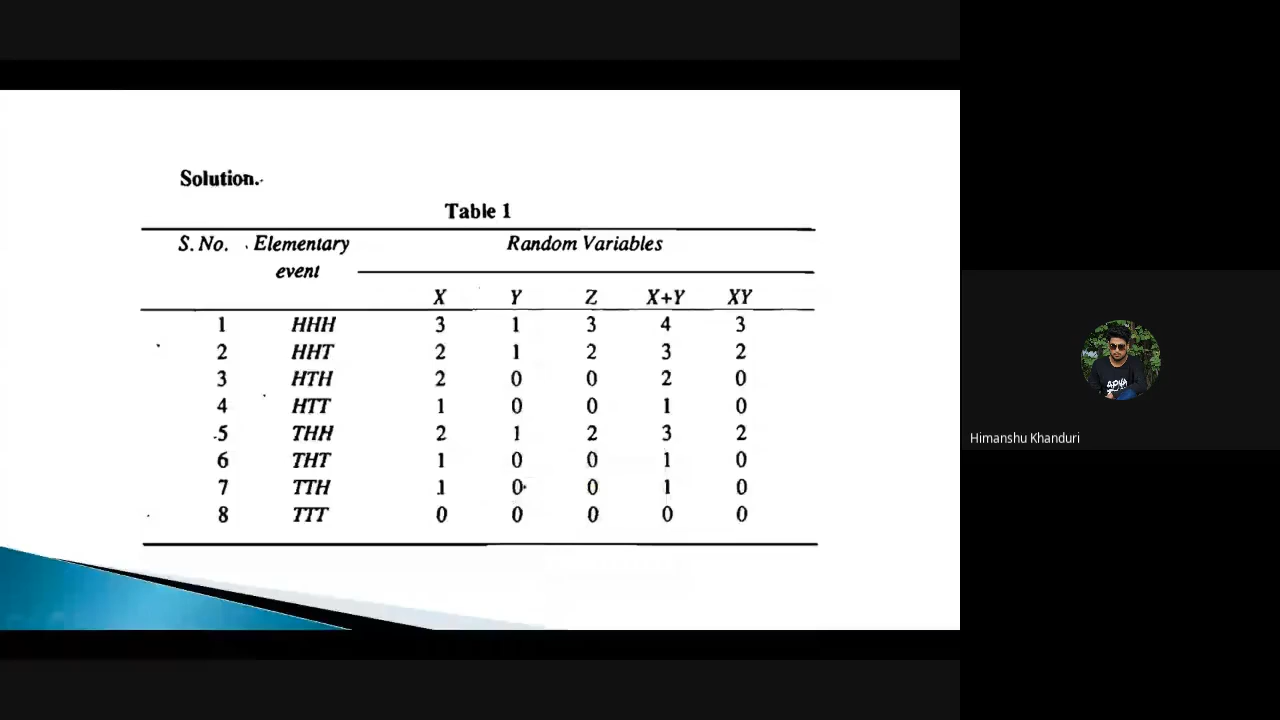 Solution.
Table 1
S. No. Elementary event Random Variables
X Y Z X+Y XY
1 HHH 3 1 3 4 3
2 HHT 2 1 2 3 2
3 HTH 2 0 0 2 0
4 HTT 1 0 0 1 0
5 THH 2 1 2 3 2
6 THT 1 0 0 1 0
7 TTH 1 0 0 1 0
8 TTT 0 0 0 0 0
Himanshu Khanduri